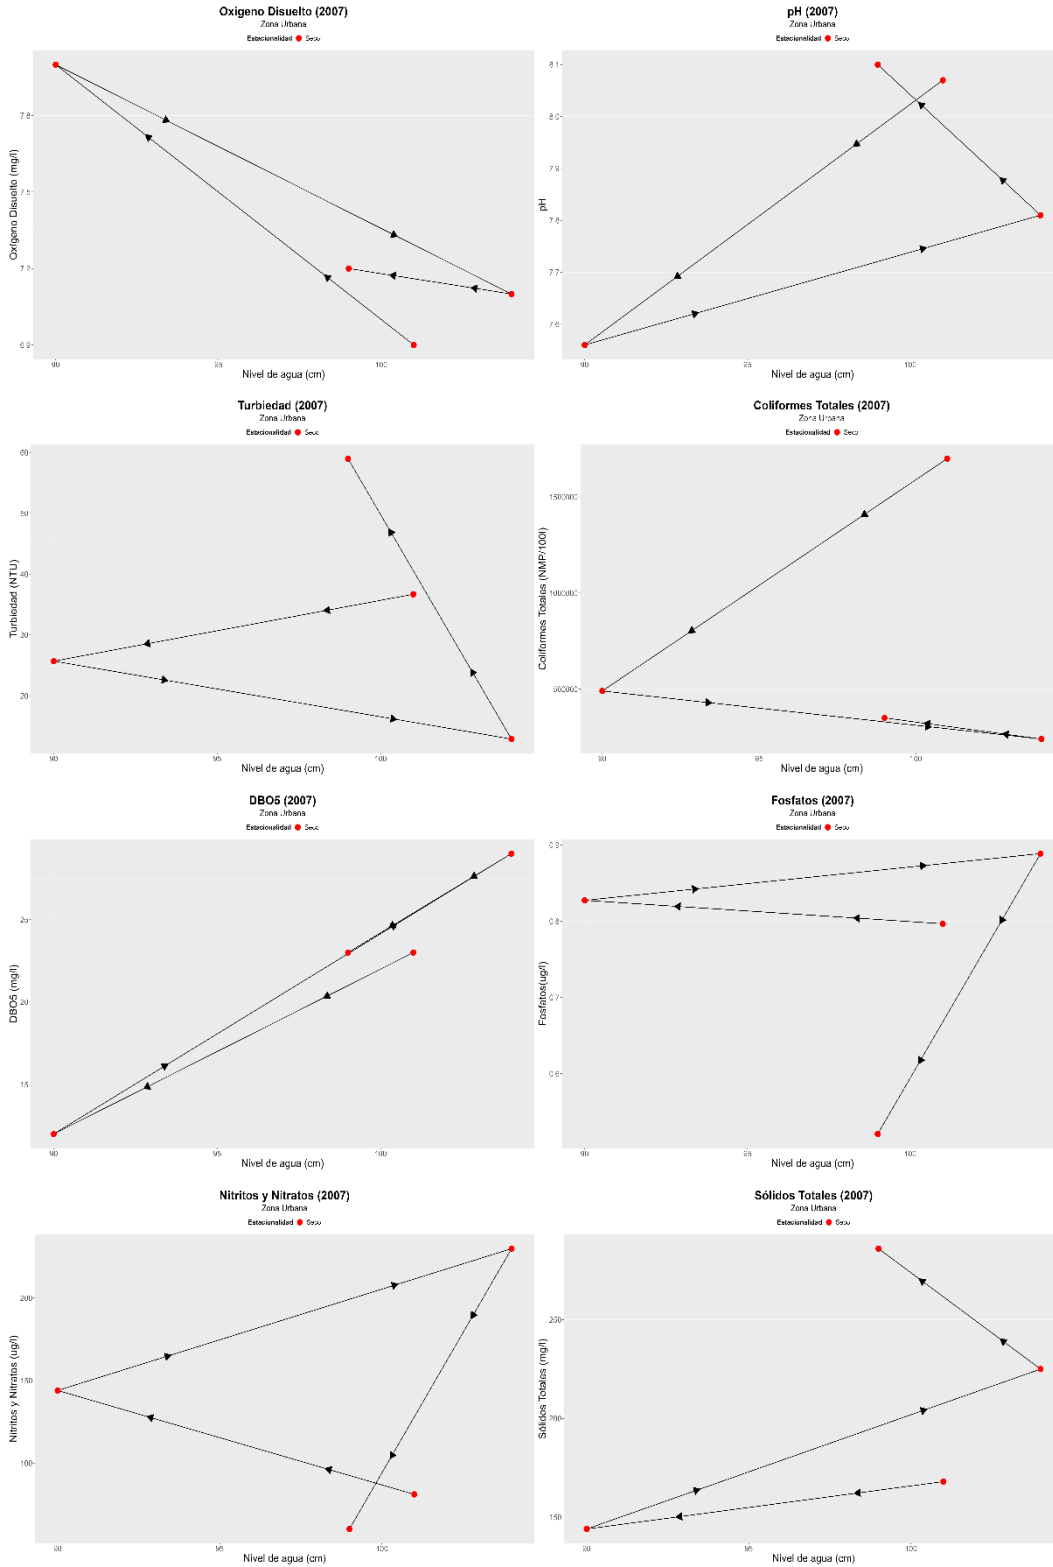 Oxigeno Disuelto (2007)
Zona Urbana
Estacionalidad Seco
7.8
7.5
7.2
6.9
Oxígeno Disuelto (mg/l)
90 95 100
Nivel de agua (cm)
pH (2007)
Zona Urbana
Estacionalidad Seco
8.1
8.0
7.9
7.8
7.7
7.6
pH
90 95 100
Nivel de agua (cm)
Turbiedad (2007)
Zona Urbana
Estacionalidad Seco
60
50
40
30
20
Turbiedad (NTU)
90 95 100
Nivel de agua (cm)
Coliformes Totales (2007)
Zona Urbana
Estacionalidad Seco
1500000
1000000
500000
Coliformes Totales (NMP/100l)
90 95 100
Nivel de agua (cm)
DBO5 (2007)
Zona Urbana
Estacionalidad Seco
25
20
15
DBO5 (mg/l)
90 95 100
Nivel de agua (cm)
Fosfatos (2007)
Zona Urbana
Estacionalidad Seco
0.9
0.8
0.7
0.6
Fosfatos(ug/l)
90 95 100
Nivel de agua (cm)
Nitritos y Nitratos (2007)
Zona Urbana
Estacionalidad Seco
200
150
100
Nitritos y Nitratos (ug/l)
90 95 100
Nivel de agua (cm)
Sólidos Totales (2007)
Zona Urbana
Estacionalidad Seco
250
200
150
Sólidos Totales (mg/l)
90 95 100
Nivel de agua (cm)